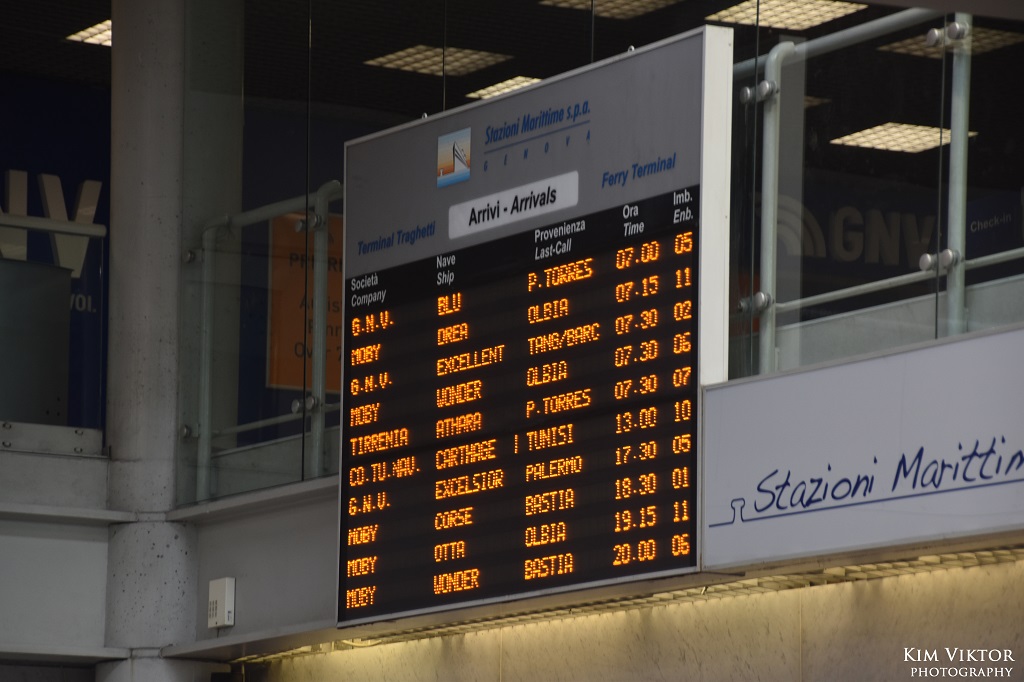 Stazioni Marittime s.p.a.
GENOVA
Terminal Traghetti Arrivi - Arrivals Ferry Terminal
Società Nave Provenienza Ora Imb.
Company Ship Last-Call Time Enb.
G.N.V. BLU P.TORRES 07.00 05
MOBY DREA OLBIA 07.15 11
G.N.V. EXCELLENT TANG/BARC 07.30 02
MOBY WONDER OLBIA 07.30 06
TIRRENIA ATHARA P.TORRES 07.30 07
CO.TU.NAV. CARTHAGE TUNISI 13.00 10
G.N.V. EXCELSIOR PALERMO 17.30 05
MOBY CORSE BASTIA 18.30 01
MOBY OTTA OLBIA 19.15 11
MOBY WONDER BASTIA 20.00 06
GNV
Check-in
Stazioni Marittim
KIM VIKTOR
PHOTOGRAPHY